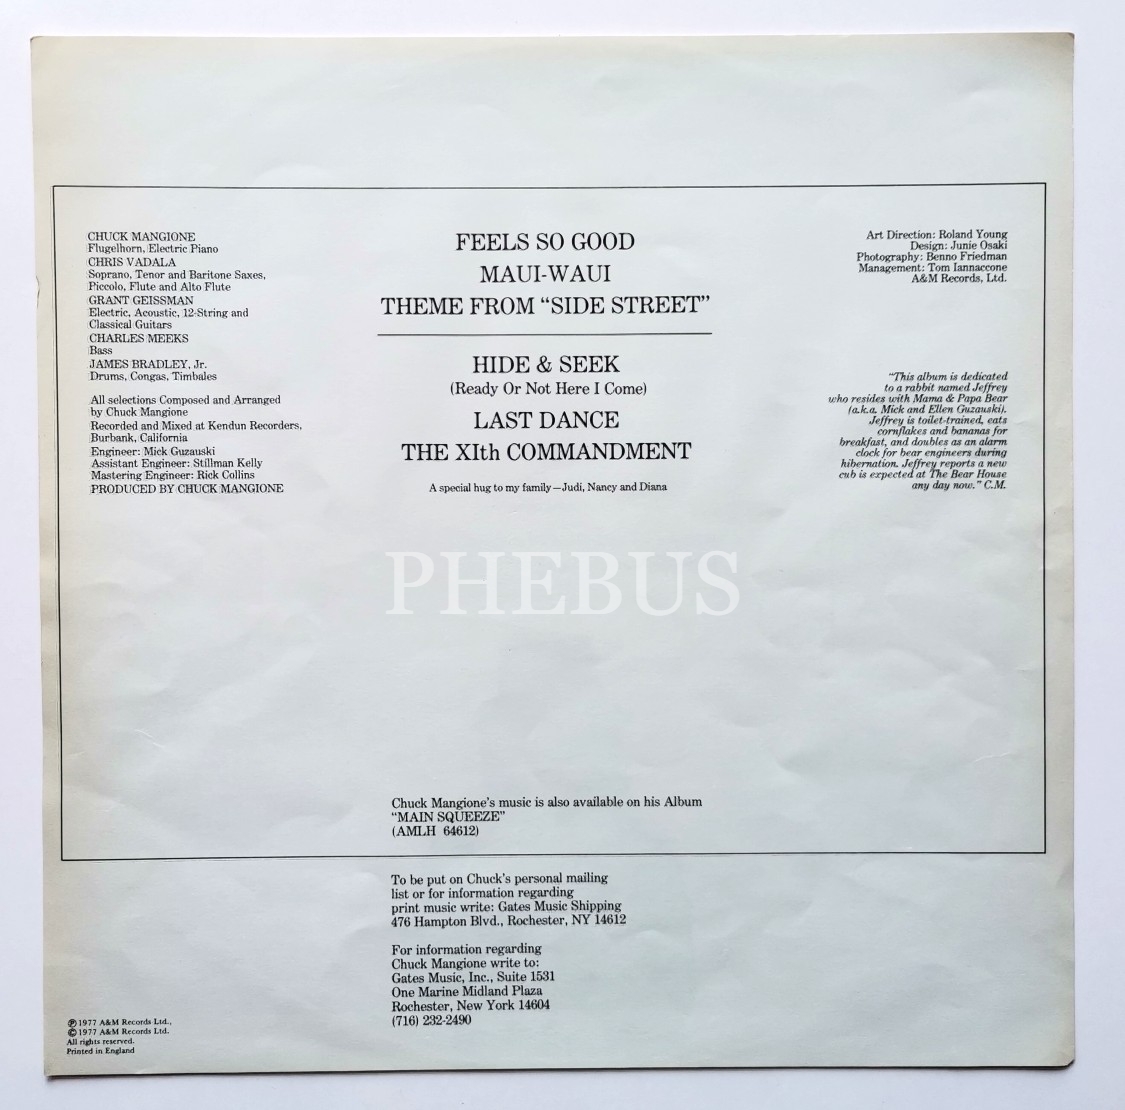 CHUCK MANGIONE
Flugelhorn, Electric Piano
CHRIS VADALA
Soprano, Tenor and Baritone Saxes,
Piccolo, Flute and Alto Flute
GRANT GEISSMAN
Electric, Acoustic, 12-String and
Classical Guitars
CHARLES MEEKS
Bass
JAMES BRADLEY, Jr.
Drums, Congas, Timbales
All selections Composed and Arranged
by Chuck Mangione
Recorded and Mixed at Kendun Recorders,
Burbank, California
Engineer: Mick Guzauski
Assistant Engineer: Stillman Kelly
Mastering Engineer: Rick Collins
PRODUCED BY CHUCK MANGIONE
FEELS SO GOOD
MAUI-WAUI
THEME FROM “SIDE STREET”
HIDE & SEEK
(Ready Or Not Here I Come)
LAST DANCE
THE XIth COMMANDMENT
A special hug to my family—Judi, Nancy and Diana
Art Direction: Roland Young
Design: Junie Osaki
Photography: Benno Friedman
Management: Tom Iannaccone
A&M Records, Ltd.
“This album is dedicated
to a rabbit named Jeffrey
who resides with Mama & Papa Bear
(a.k.a. Mick and Ellen Guzauski).
Jeffrey is toilet-trained, eats
cornflakes and bananas for
breakfast, and doubles as an alarm
clock for bear engineers during
hibernation. Jeffrey reports a new
cub is expected at The Bear House
any day now.” C.M.
PHEBUS
Chuck Mangione’s music is also available on his Album
“MAIN SQUEEZE”
(AMLH 64612)
To be put on Chuck’s personal mailing
list or for information regarding
print music write: Gates Music Shipping
476 Hampton Blvd., Rochester, NY 14612
For information regarding
Chuck Mangione write to:
Gates Music, Inc., Suite 1531
One Marine Midland Plaza
Rochester, New York 14604
(716) 232-2490
℗ 1977 A&M Records Ltd.,
© 1977 A&M Records Ltd.
All rights reserved.
Printed in England